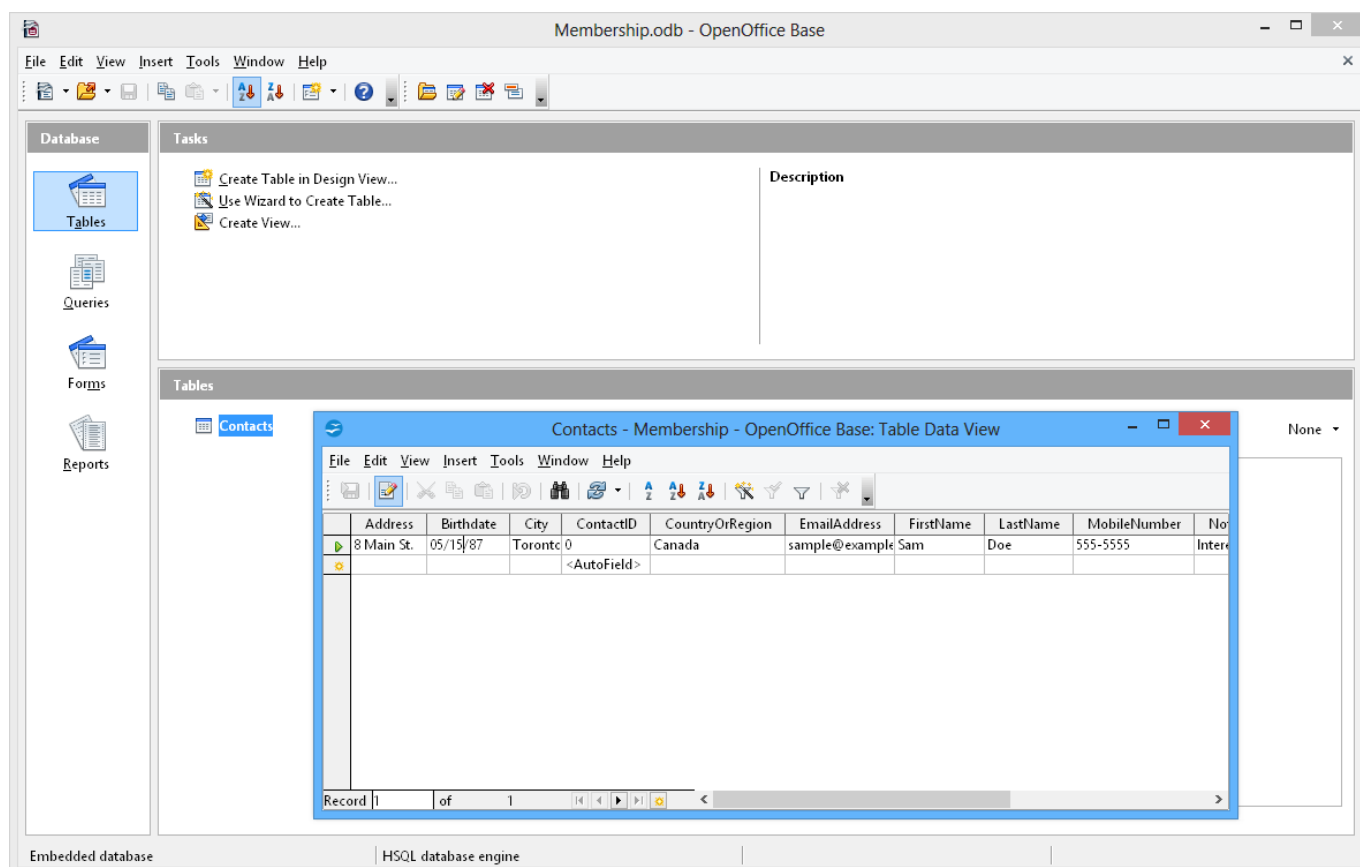 Membership.odb - OpenOffice Base
File Edit View Insert Tools Window Help
Database
Tasks
Tables
Queries
Forms
Reports
Create Table in Design View...
Use Wizard to Create Table...
Create View...
Description
Tables
Contacts
None
Contacts - Membership - OpenOffice Base: Table Data View
File Edit View Insert Tools Window Help
Address Birthdate City ContactID CountryOrRegion EmailAddress FirstName LastName MobileNumber
8 Main St. 05/15/87 0 Canada sample@example Sam Doe 555-5555
<AutoField>
Record 1 of 1
Embedded database HSQL database engine